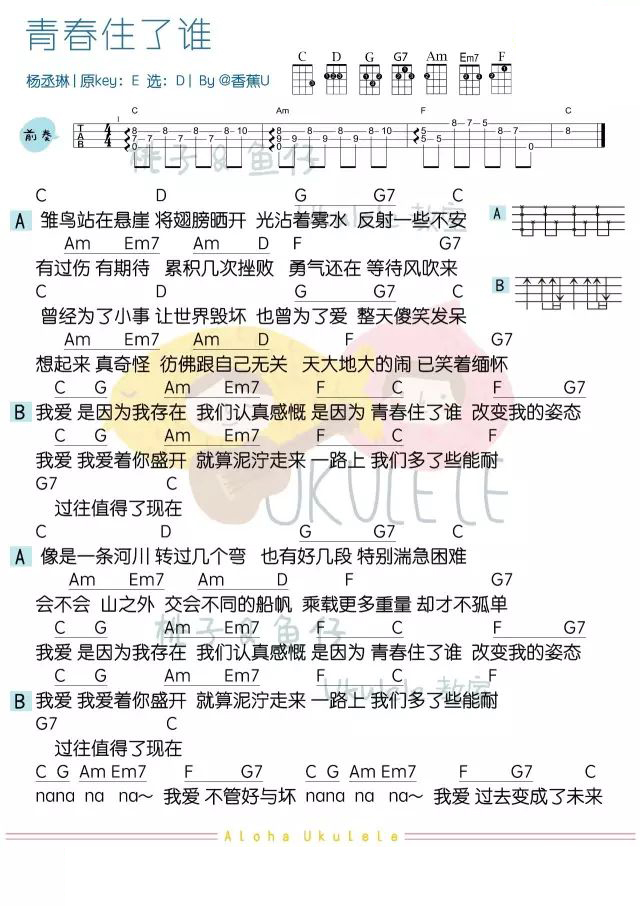 青春住了谁
杨丞琳 | 原key：E 选：D | By @香蕉U
C D G G7 Am Em7 F
前奏
C Am F C
桃子&鱼仔
Ukulele 教室
C D G G7 C
A 雏鸟站在悬崖 将翅膀晒开 光沾着雾水 反射一些不安
Am Em7 Am D F G7
有过伤 有期待 累积几次挫败 勇气还在 等待风吹来
C D G G7 C
曾经为了小事 让世界毁坏 也曾为了爱 整天傻笑发呆
Am Em7 Am D F G7
想起来 真奇怪 彷佛跟自己无关 天大地大的闹 已笑着缅怀
C G Am Em7 F C F G7
B 我爱 是因为我存在 我们认真感慨 是因为 青春住了谁 改变我的姿态
C G Am Em7 F C F
我爱 我爱着你盛开 就算泥泞走来 一路上 我们多了些能耐
G7 C
过往值得了现在
UKULELE
C D G G7 C
A 像是一条河川 转过几个弯 也有好几段 特别湍急困难
Am Em7 Am D F G7
会不会 山之外 交会不同的船帆 乘载更多重量 却才不孤单
桃子&鱼仔
C G Am Em7 F C F G7
我爱 是因为我存在 我们认真感慨 是因为 青春住了谁 改变我的姿态
C G Am Em7 F C F
Ukulele 教室
B 我爱 我爱着你盛开 就算泥泞走来 一路上 我们多了些能耐
G7 C
过往值得了现在
C G Am Em7 F G7 C G Am Em7 F G7 C
nana na na～ 我爱 不管好与坏 nana na na～ 我爱 过去变成了未来
Aloha Ukulele
A
B